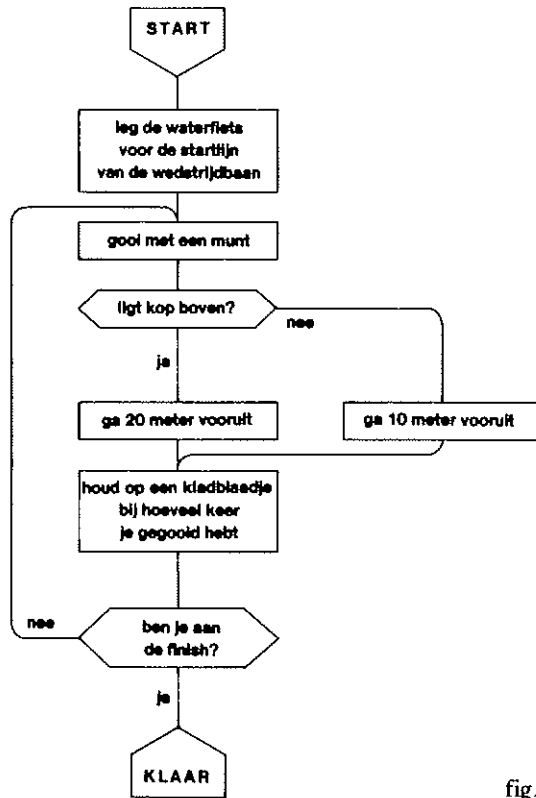 START
leg de waterfiets
voor de startlijn
van de wedstrijdbaan
gooi met een munt
ligt kop boven?
nee
ja
ga 20 meter vooruit
ga 10 meter vooruit
houd op een kladblaadje
bij hoeveel keer
je gegooid hebt
nee
ben je aan
de finish?
ja
KLAAR
fig.